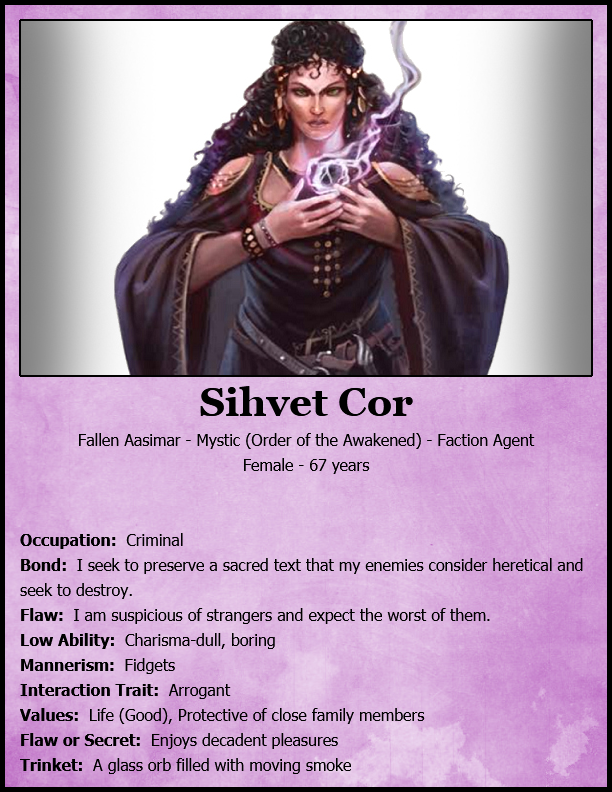 Sihvet Cor
Fallen Aasimar - Mystic (Order of the Awakened) - Faction Agent
Female - 67 years
Occupation:  Criminal
Bond:  I seek to preserve a sacred text that my enemies consider heretical and
seek to destroy.
Flaw:  I am suspicious of strangers and expect the worst of them.
Low Ability:  Charisma-dull, boring
Mannerism:  Fidgets
Interaction Trait:  Arrogant
Values:  Life (Good), Protective of close family members
Flaw or Secret:  Enjoys decadent pleasures
Trinket:  A glass orb filled with moving smoke